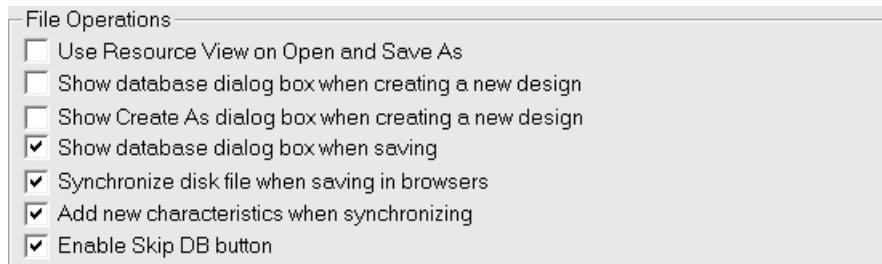 File Operations
Use Resource View on Open and Save As
Show database dialog box when creating a new design
Show Create As dialog box when creating a new design
Show database dialog box when saving
Synchronize disk file when saving in browsers
Add new characteristics when synchronizing
Enable Skip DB button